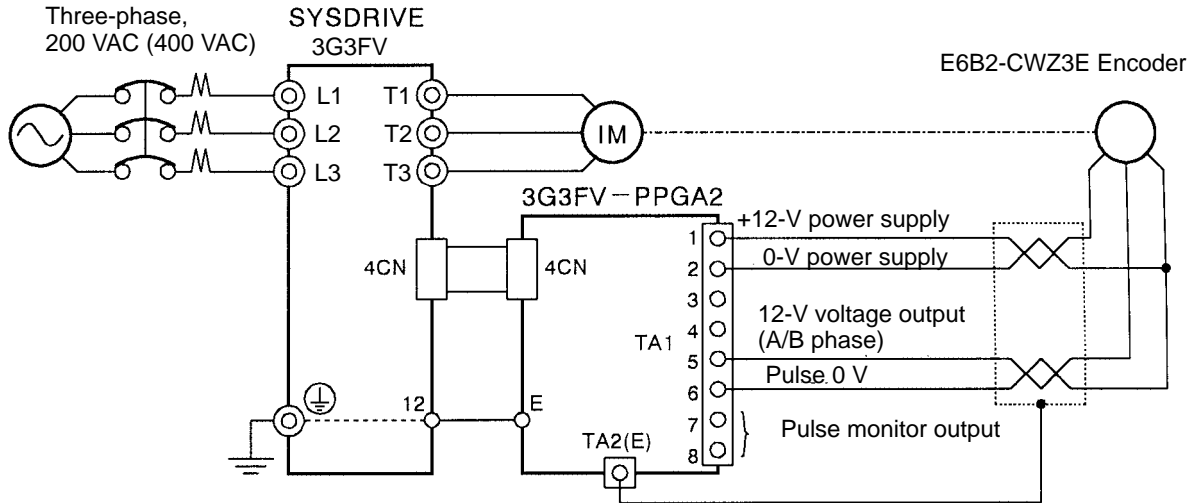 Three-phase,
200 VAC (400 VAC)
SYSDRIVE
3G3FV
E6B2-CWZ3E Encoder
L1
T1
L2
T2
IM
L3
T3
3G3FV-PPGA2
+12-V power supply
1
0-V power supply
2
4CN
4CN
3
12-V voltage output
(A/B phase)
4
TA1
5
Pulse 0 V
6
12
E
7
Pulse monitor output
TA2(E)
8